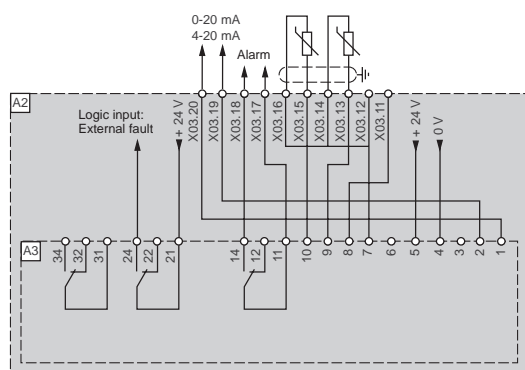 0-20 mA
4-20 mA
Alarm
A2
Logic input:
External fault
+ 24 V
X03.20
X03.19
X03.18
X03.17
X03.16
X03.15
X03.14
X03.13
X03.12
X03.11
+ 24 V
0 V
A3
34
32
31
24
22
21
14
12
11
10
9
8
7
6
5
4
3
2
1